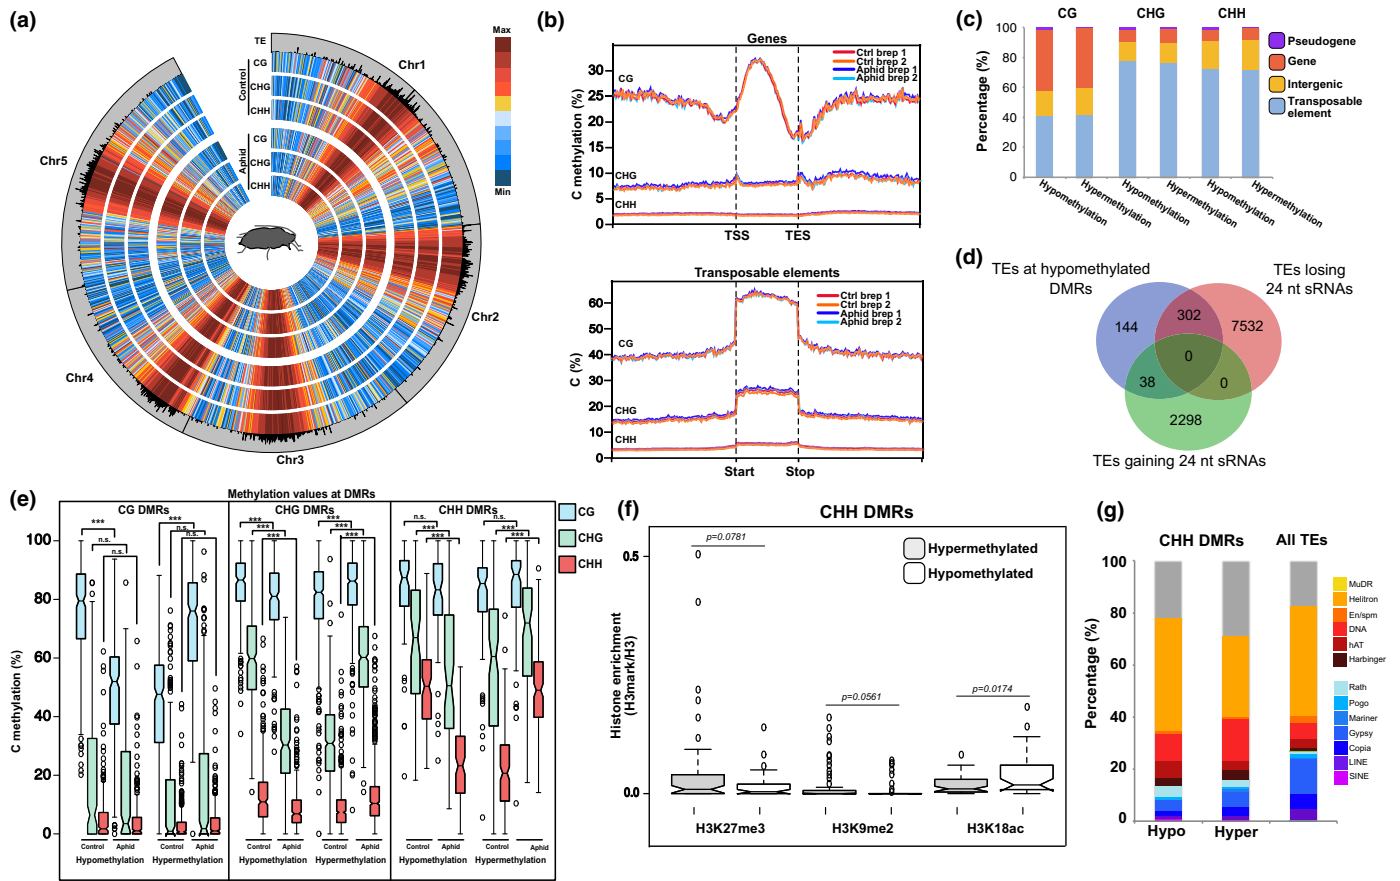 (a)
TE
CG
CHG
CHH
Control
CG
CHG
CHH
Aphid
Chr1
Chr2
Chr3
Chr4
Chr5
Max
Min
(b)
Genes
Ctrl brep 1
Ctrl brep 2
Aphid brep 1
Aphid brep 2
C methylation (%)
30
25
20
15
10
5
0
CG
CHG
CHH
TSS
TES
Transposable elements
Ctrl brep 1
Ctrl brep 2
Aphid brep 1
Aphid brep 2
C (%)
60
50
40
30
20
10
0
CG
CHG
CHH
Start
Stop
(c)
CG
CHG
CHH
Percentage (%)
100
80
60
40
20
0
Hypomethylation
Hypermethylation
Hypomethylation
Hypermethylation
Hypomethylation
Hypermethylation
Pseudogene
Gene
Intergenic
Transposable
element
(d)
TEs at hypomethylated
DMRs
TEs losing
24 nt sRNAs
144
302
7532
0
38
0
2298
TEs gaining 24 nt sRNAs
(e)
Methylation values at DMRs
CG DMRs
CHG DMRs
CHH DMRs
C methylation (%)
100
80
60
40
20
0
***
n.s.
n.s.
***
n.s.
n.s.
***
***
***
***
***
***
n.s.
***
***
n.s.
***
***
Control
Aphid
Control
Aphid
Control
Aphid
Control
Aphid
Control
Aphid
Control
Aphid
Hypomethylation
Hypermethylation
Hypomethylation
Hypermethylation
Hypomethylation
Hypermethylation
CG
CHG
CHH
(f)
CHH DMRs
Hypermethylated
Hypomethylated
Histone enrichment
(H3mark/H3)
0.5
0.0
p=0.0781
p=0.0561
p=0.0174
H3K27me3
H3K9me2
H3K18ac
(g)
CHH DMRs
All TEs
Percentage (%)
100
80
60
40
20
0
Hypo
Hyper
MuDR
Helitron
En/spm
DNA
hAT
Harbinger
Rath
Pogo
Mariner
Gypsy
Copia
LINE
SINE